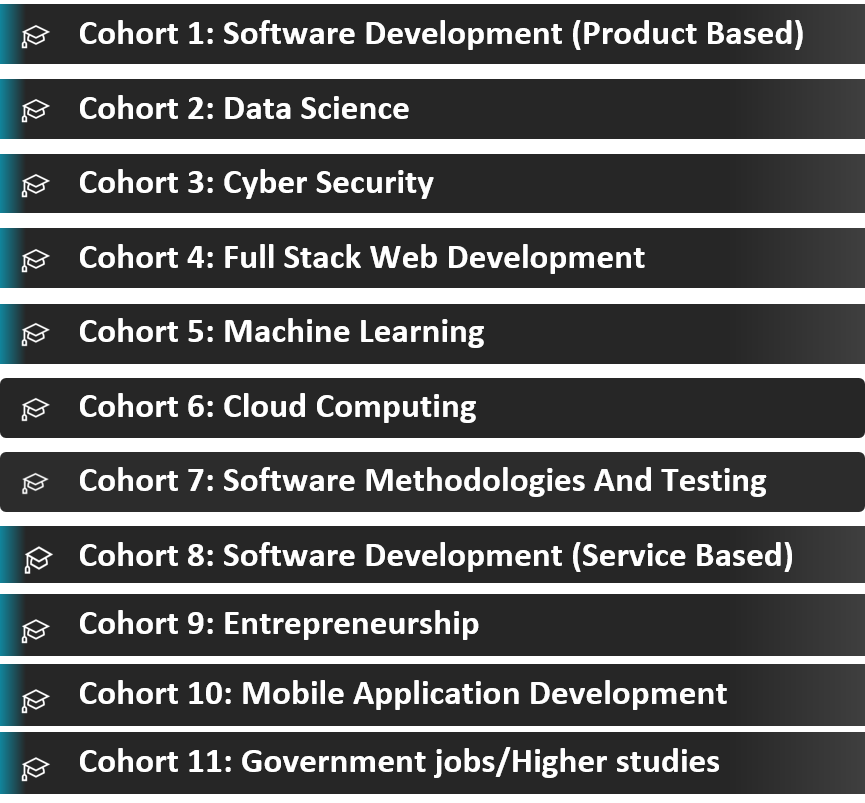 Cohort 1: Software Development (Product Based)
Cohort 2: Data Science
Cohort 3: Cyber Security
Cohort 4: Full Stack Web Development
Cohort 5: Machine Learning
Cohort 6: Cloud Computing
Cohort 7: Software Methodologies And Testing
Cohort 8: Software Development (Service Based)
Cohort 9: Entrepreneurship
Cohort 10: Mobile Application Development
Cohort 11: Government jobs/Higher studies